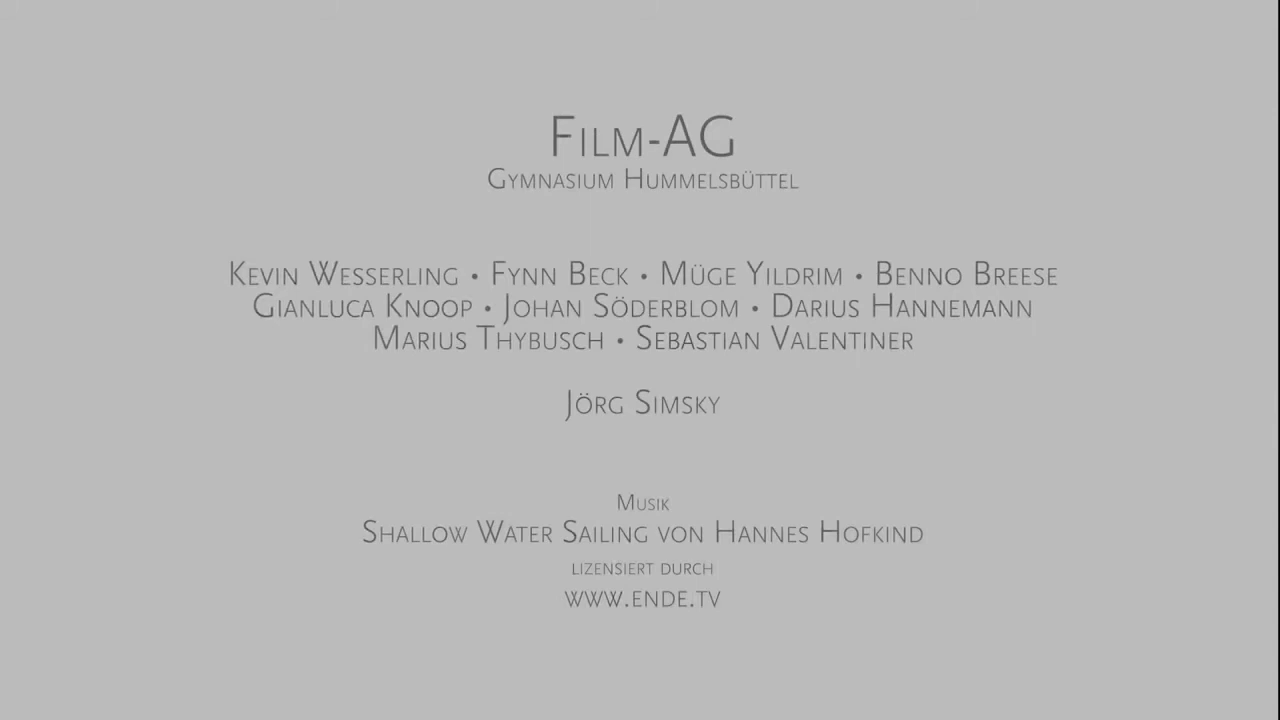 Film-AG
Gymnasium Hummelsbüttel
Kevin Wesserling • Fynn Beck • Müge Yildrim • Benno Breese
Gianluca Knoop • Johan Söderblom • Darius Hannemann
Marius Thybusch • Sebastian Valentiner
Jörg Simsky
Musik
Shallow Water Sailing von Hannes Hofkind
lizensiert durch
www.ende.tv